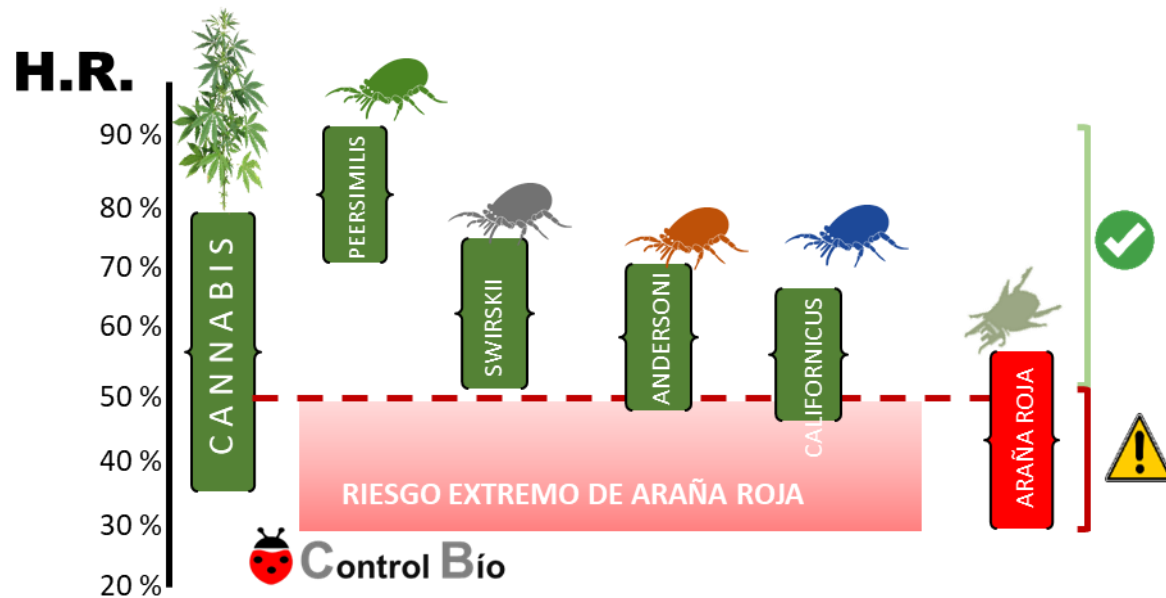 H.R.
90 %
80 %
70 %
60 %
50 %
40 %
30 %
20 %
CANNABIS
PEERSIMILIS
SWIRSKII
ANDERSONI
CALIFORNICUS
ARAÑA ROJA
RIESGO EXTREMO DE ARAÑA ROJA
Control Bío